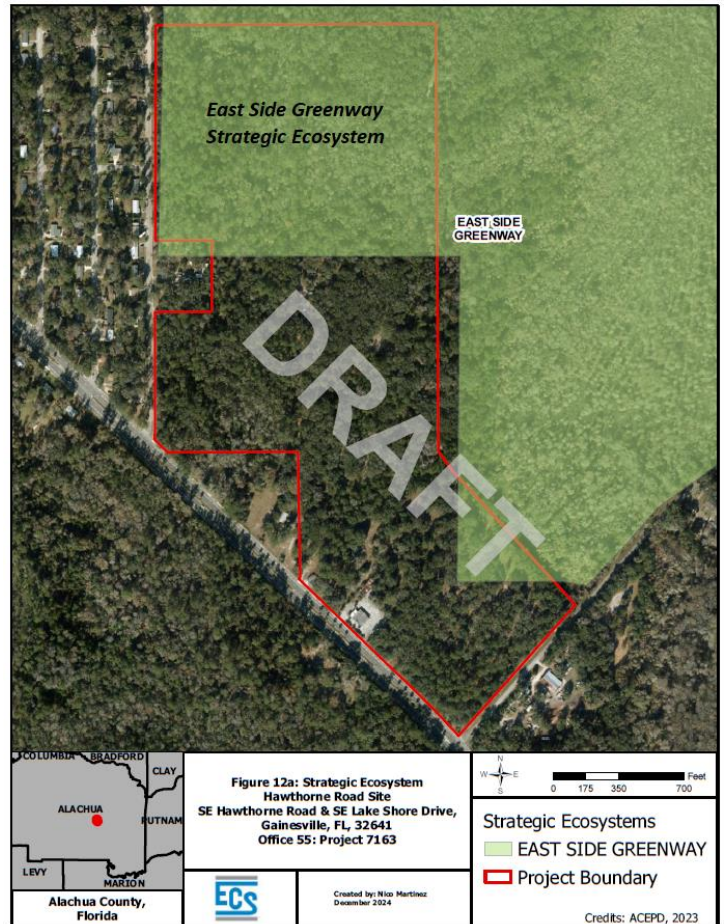 East Side Greenway
Strategic Ecosystem
EAST SIDE
GREENWAY
DRAFT
COLUMBIA
BRADFORD
CLAY
ALACHUA
PUTNAM
LEVY
MARION
Alachua County,
Florida
Figure 12a: Strategic Ecosystem
Hawthorne Road Site
SE Hawthorne Road & SE Lake Shore Drive,
Gainesville, FL, 32641
Office 55: Project 7163
ECS
Created by: Nico Martinez
December 2024
N
W E
S
Feet
0 175 350 700
Strategic Ecosystems
EAST SIDE GREENWAY
Project Boundary
Credits: ACEPD, 2023